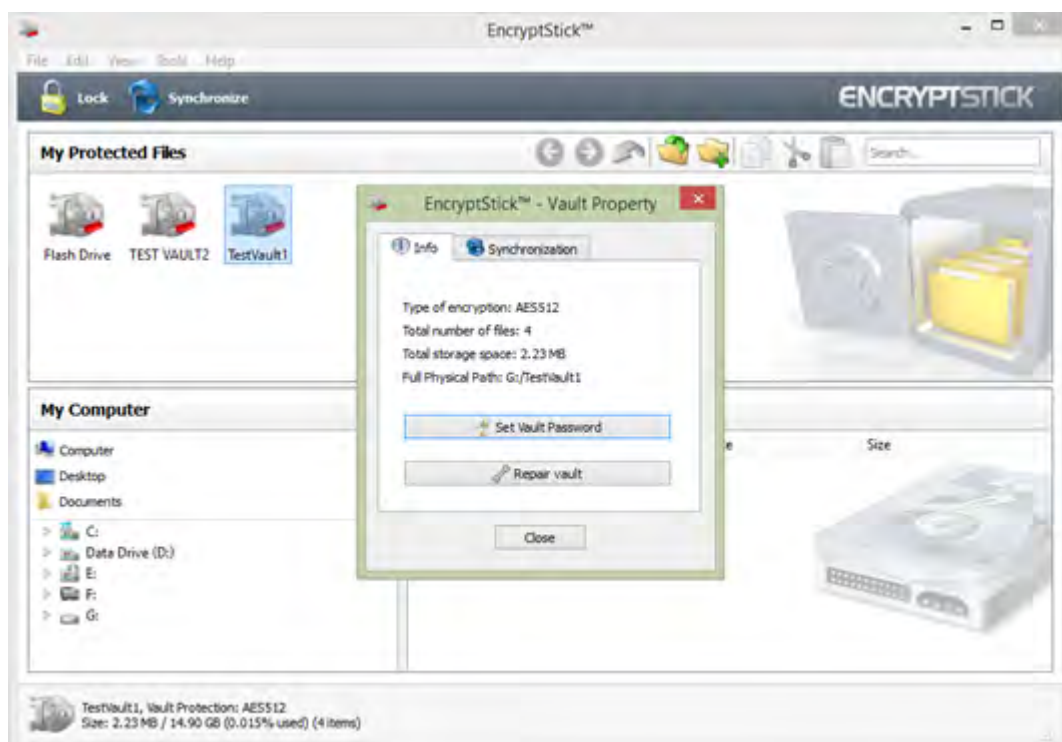 EncryptStick™
File Edit View Tools Help
Lock Synchronize
ENCRYPTSTICK
My Protected Files
Search...
Flash Drive TEST VAULT2 TestVault1
EncryptStick™ - Vault Property
Info Synchronization
Type of encryption: AES512
Total number of files: 4
Total storage space: 2.23 MB
Full Physical Path: G:/TestVault1
Set Vault Password
Repair vault
Close
My Computer
Computer
Desktop
Documents
C:
Data Drive (D:)
E:
F:
G:
Size
TestVault1, Vault Protection: AES512
Size: 2.23 MB / 14.90 GB (0.015% used) (4 items)